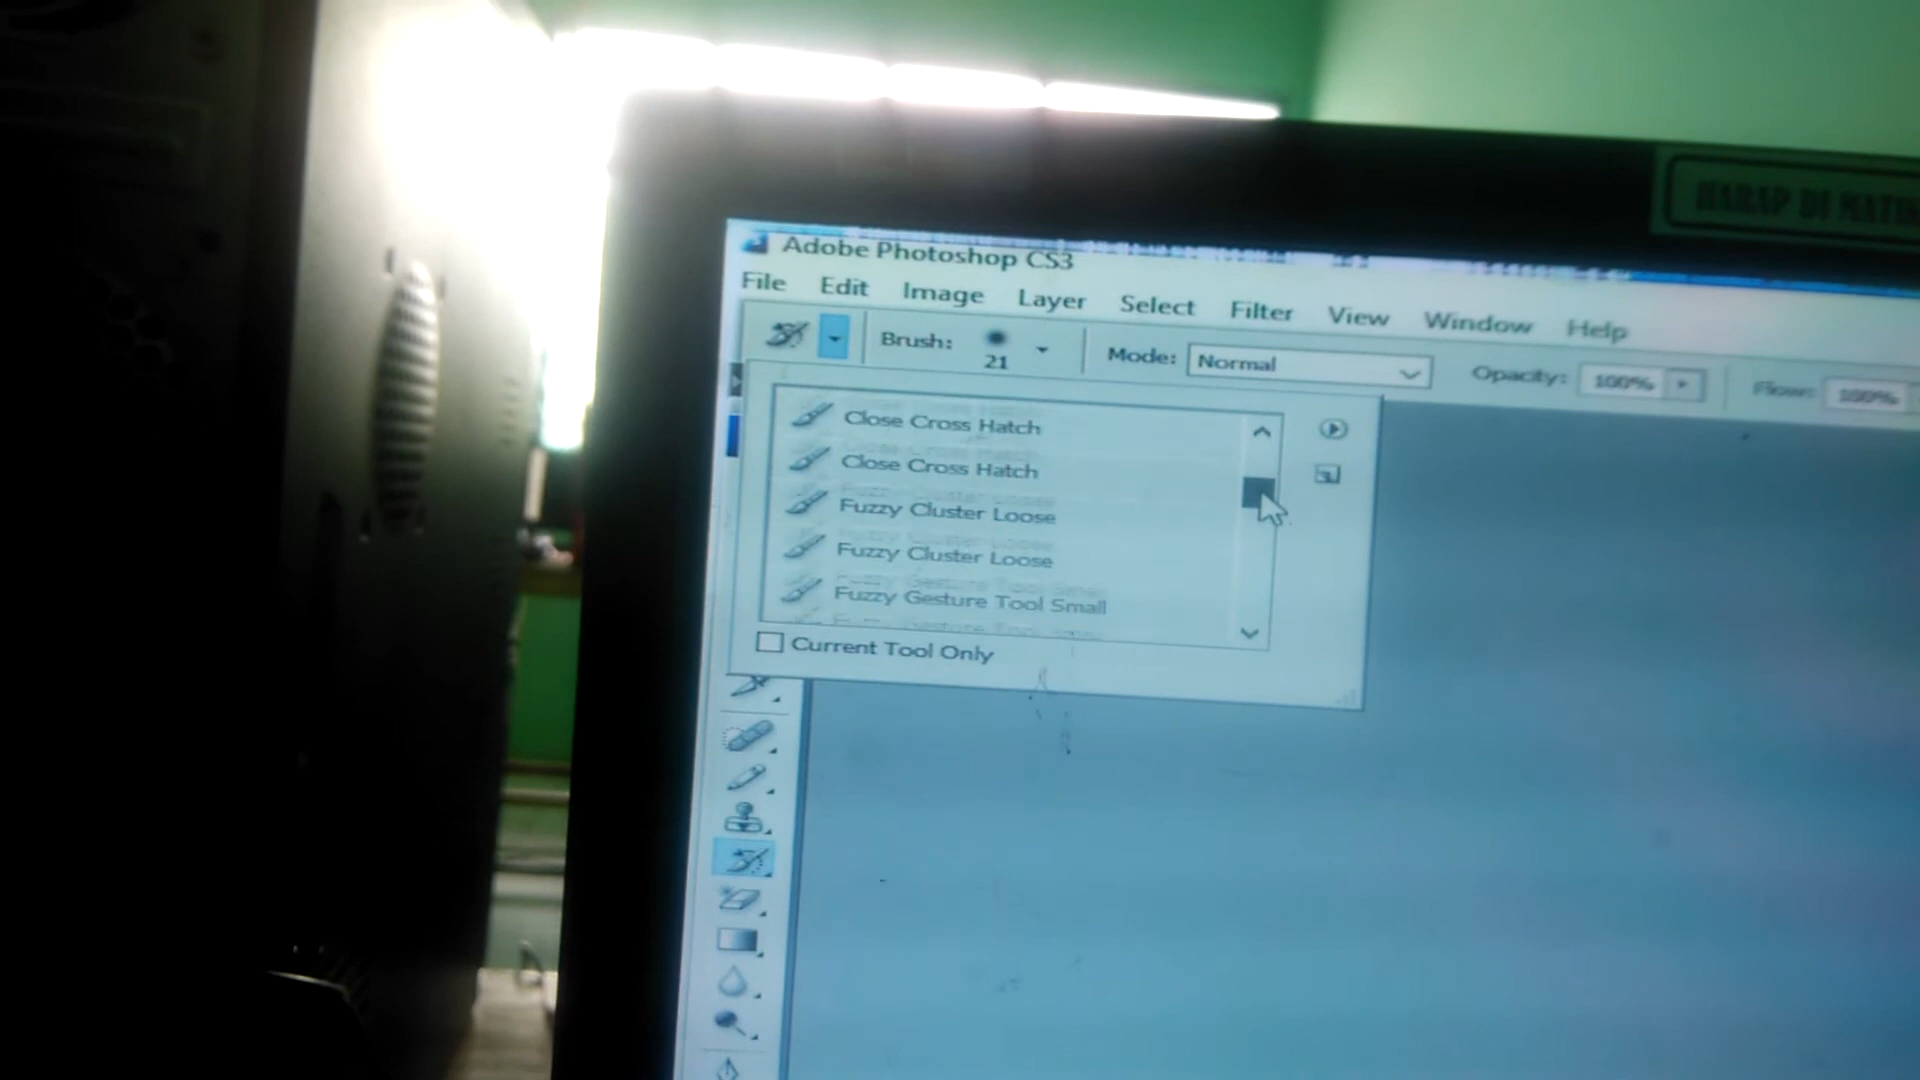 HARAP DI
Adobe Photoshop CS3
File Edit Image Layer Select Filter View Window Help
Brush: 21 Mode: Normal Opacity: 100% Flow: 100%
Close Cross Hatch
Close Cross Hatch
Fuzzy Cluster Loose
Fuzzy Cluster Loose
Fuzzy Gesture Tool Small
Current Tool Only